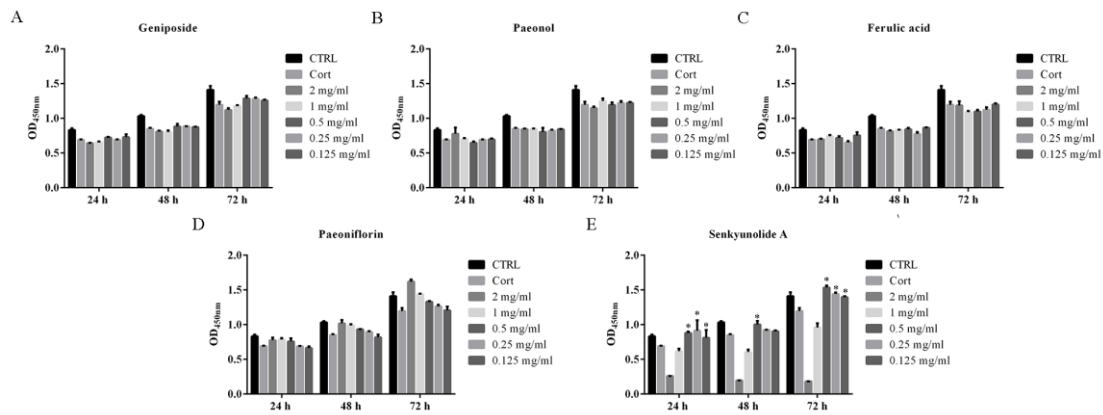 A
Geniposide
2.0
1.5
1.0
0.5
0.0
OD450nm
24 h
48 h
72 h
CTRL
Cort
2 mg/ml
1 mg/ml
0.5 mg/ml
0.25 mg/ml
0.125 mg/ml
B
Paeonol
2.0
1.5
1.0
0.5
0.0
OD450nm
24 h
48 h
72 h
CTRL
Cort
2 mg/ml
1 mg/ml
0.5 mg/ml
0.25 mg/ml
0.125 mg/ml
C
Ferulic acid
2.0
1.5
1.0
0.5
0.0
OD450nm
24 h
48 h
72 h
CTRL
Cort
2 mg/ml
1 mg/ml
0.5 mg/ml
0.25 mg/ml
0.125 mg/ml
D
Paeoniflorin
2.0
1.5
1.0
0.5
0.0
OD450nm
24 h
48 h
72 h
CTRL
Cort
2 mg/ml
1 mg/ml
0.5 mg/ml
0.25 mg/ml
0.125 mg/ml
E
Senkyunolide A
2.0
1.5
1.0
0.5
0.0
OD450nm
* * *
*
* * *
24 h
48 h
72 h
CTRL
Cort
2 mg/ml
1 mg/ml
0.5 mg/ml
0.25 mg/ml
0.125 mg/ml